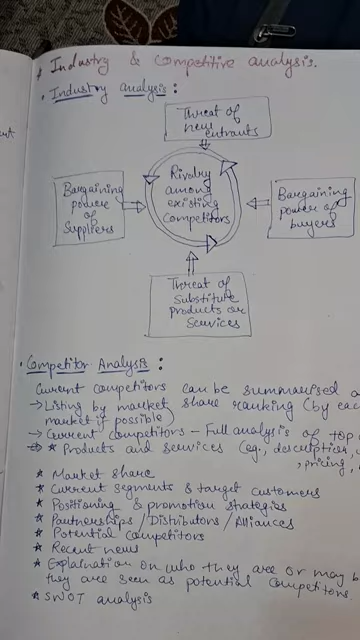 * Industry & Competitive analysis.
• Industry analysis :
Threat of
new
entrants
Bargaining
power
of
Suppliers
Rivalry
among
existing
Competitors
Bargaining
power of
buyers
Threat of
Substitute
products or
Services
• Competitor Analysis :
Current competitors can be summarised
→ Listing by market share ranking (by each
market if possible)
→ Current competitors – Full analysis of top
⇒ * Products and services (eg., description,
, pricing,
* Market share
* Current segments & target customers
* Positioning & promotion strategies
* Partnerships / Distributors / Alliances
* Potential competitors
* Recent news
* Explaination on who they are or may b
they are seen as potential competitors.
* SWOT analysis